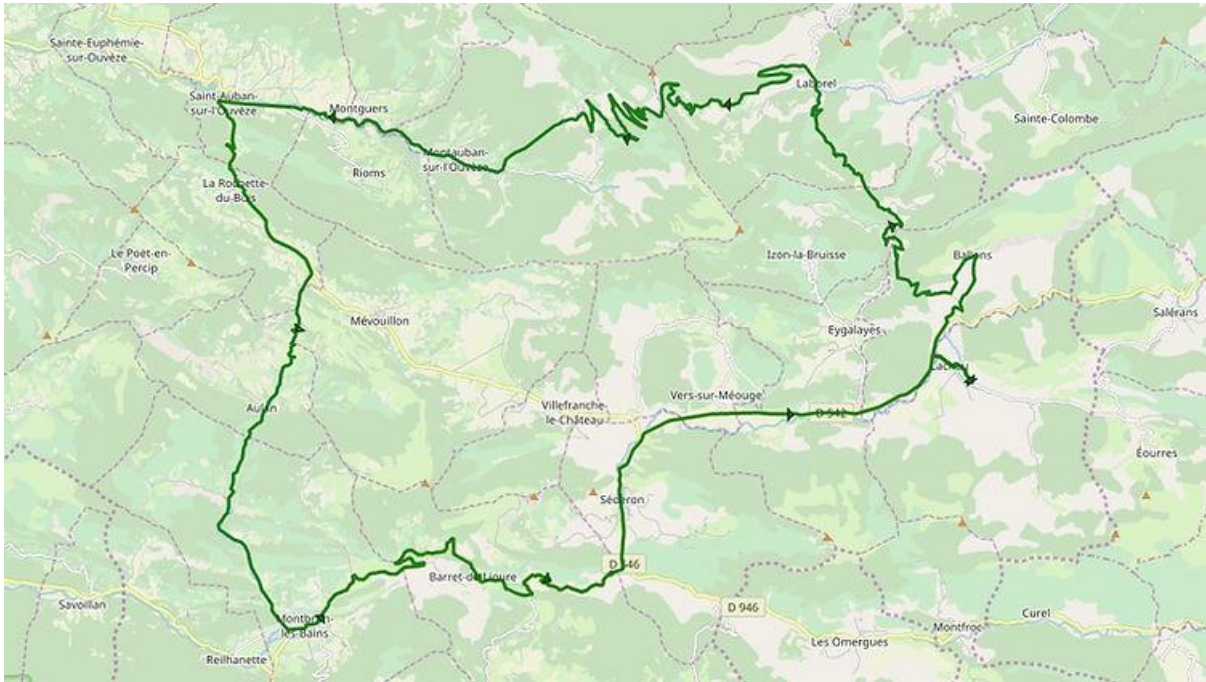 Sainte-Euphémie-
sur-Ouvèze
Saint-Auban-
sur-l'Ouvèze
Montguers
Laborel
Sainte-Colombe
Montauban-
sur-l'Ouvèze
Rioms
La Rochette-
du-Buis
Le Poët-en-
Percip
Izon-la-Bruisse
Ballons
Salérans
Mévouillon
Eygalayes
Lachau
Vers-sur-Méouge
Aulan
Villefranche-
le-Château
D 542
Éourres
Séderon
D 546
Barret-de-Lioure
Savoillan
D 946
Curel
Montbrun-
les-Bains
Montfroc
Les Omergues
Reilhanette